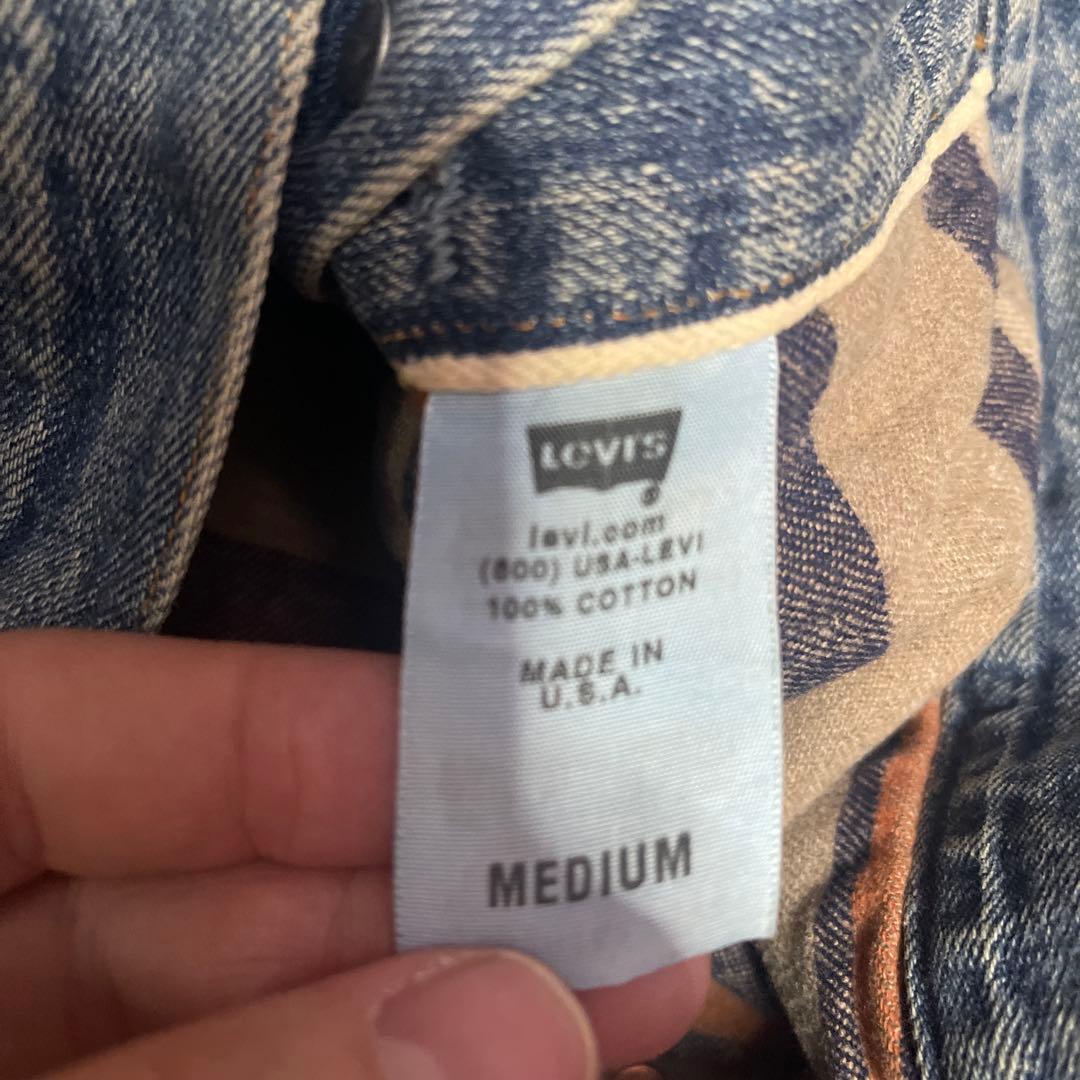 Levi's
®
levi.com
(800) USA-LEVI
100% COTTON
MADE IN
U.S.A.
MEDIUM